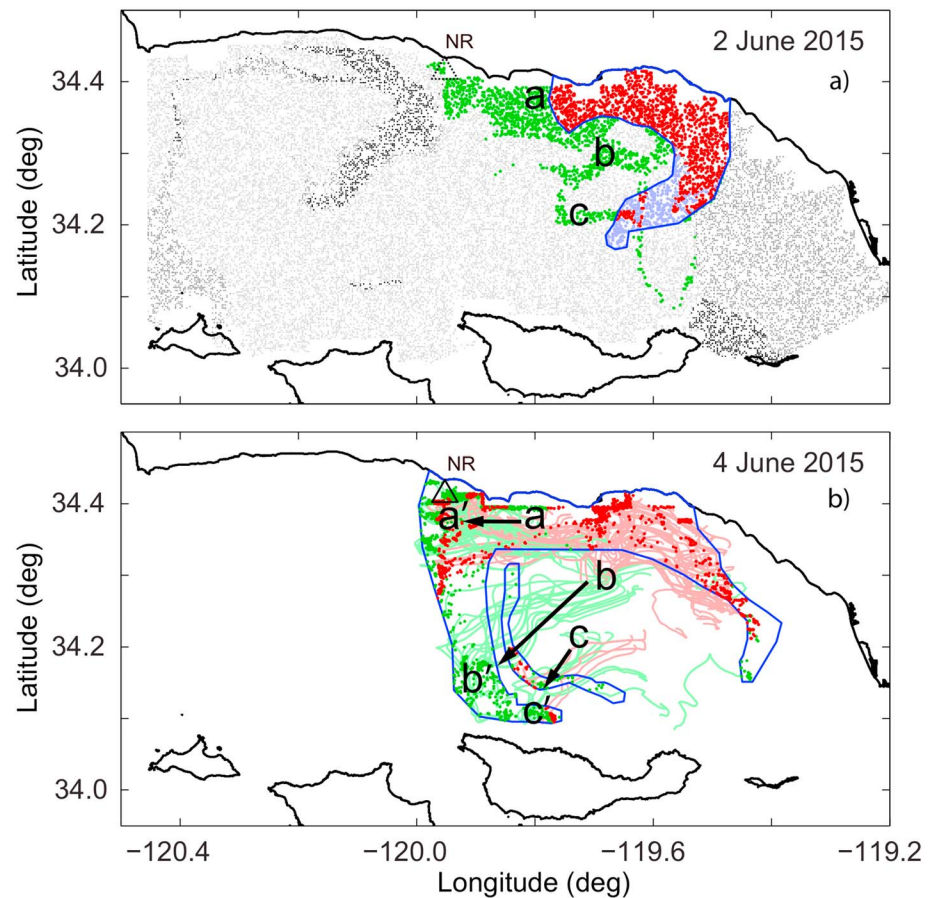 2 June 2015
NR
a)
34.4
a
b
34.2
c
34.0
Latitude (deg)
4 June 2015
NR
b)
34.4
a′ a
b
34.2
c
b′
c′
34.0
Latitude (deg)
−120.4 −120.0 −119.6 −119.2
Longitude (deg)